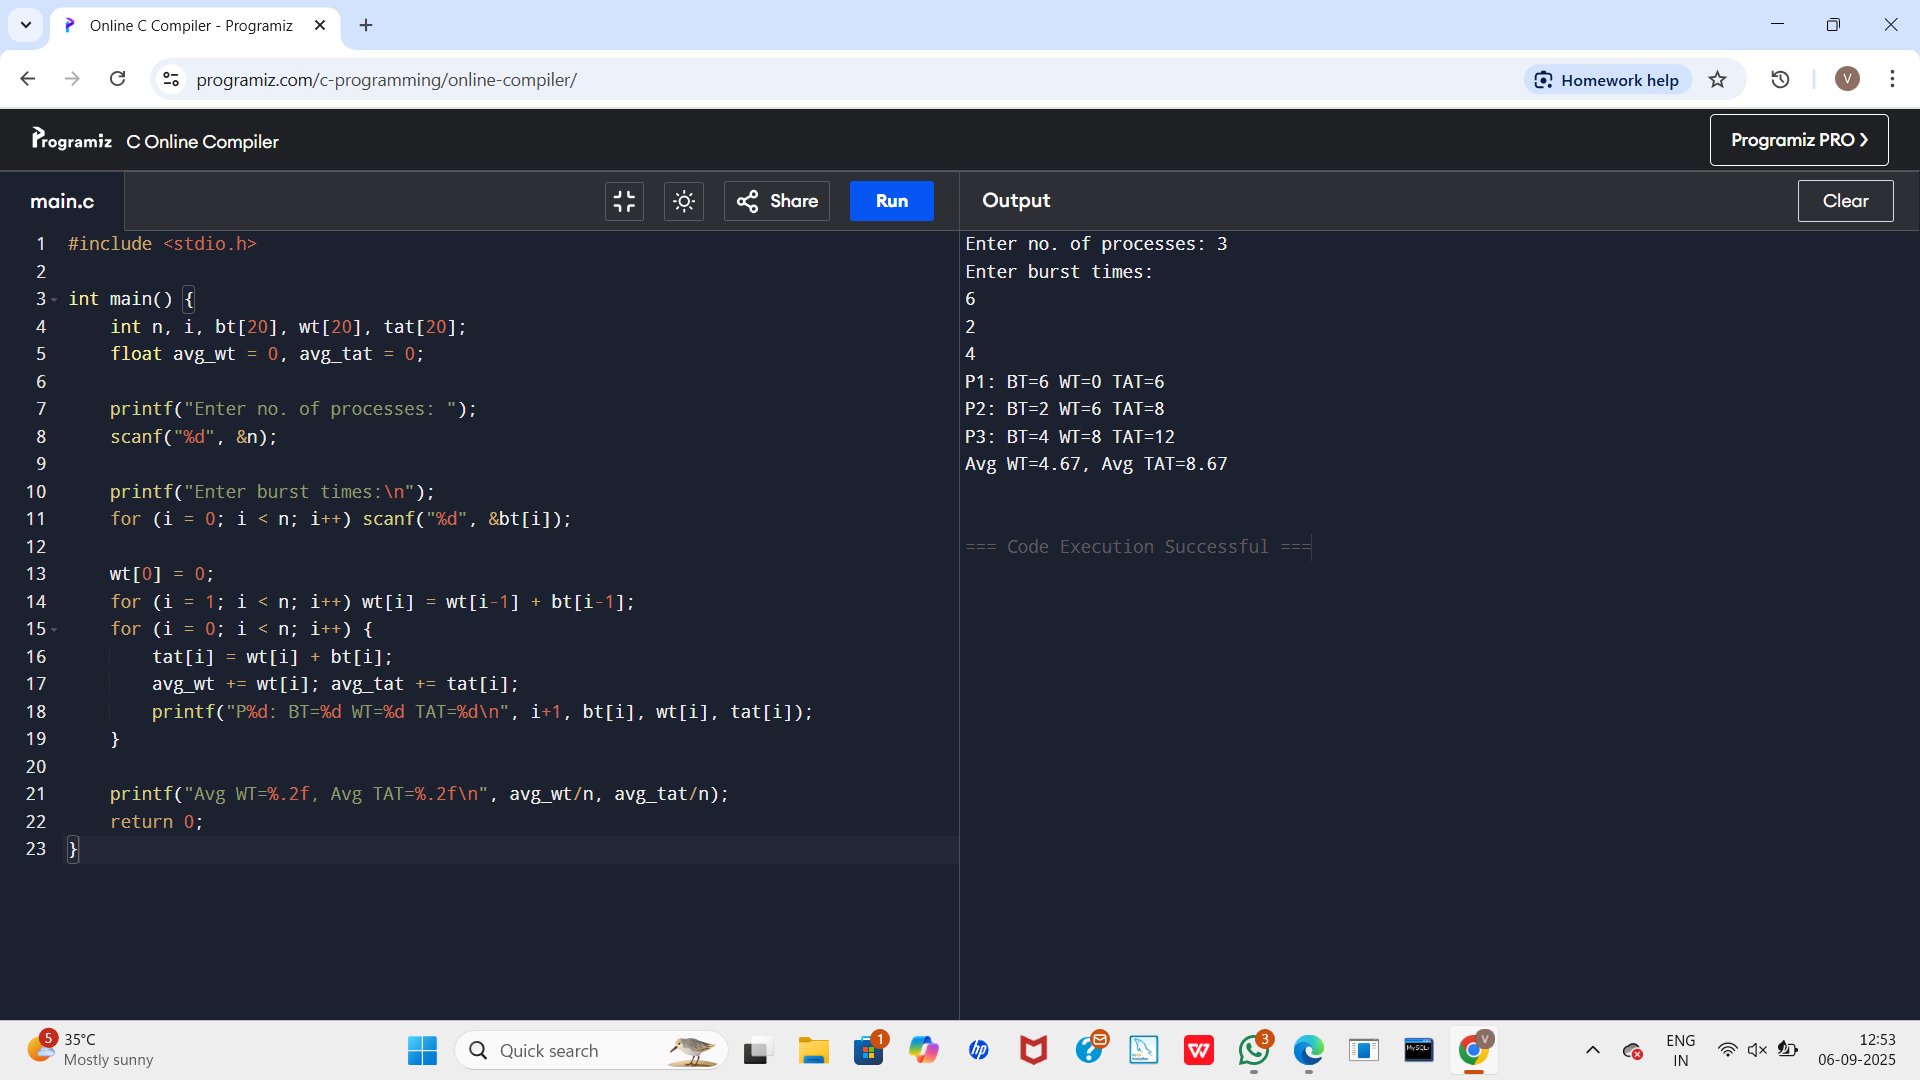 Online C Compiler - Programiz
programiz.com/c-programming/online-compiler/
Homework help
V
Programiz C Online Compiler
Programiz PRO
main.c
Share
Run
Output
Clear
1 #include <stdio.h>
2
3 int main() {
4 int n, i, bt[20], wt[20], tat[20];
5 float avg_wt = 0, avg_tat = 0;
6
7 printf("Enter no. of processes: ");
8 scanf("%d", &n);
9
10 printf("Enter burst times:\n");
11 for (i = 0; i < n; i++) scanf("%d", &bt[i]);
12
13 wt[0] = 0;
14 for (i = 1; i < n; i++) wt[i] = wt[i-1] + bt[i-1];
15 for (i = 0; i < n; i++) {
16 tat[i] = wt[i] + bt[i];
17 avg_wt += wt[i]; avg_tat += tat[i];
18 printf("P%d: BT=%d WT=%d TAT=%d\n", i+1, bt[i], wt[i], tat[i]);
19 }
20
21 printf("Avg WT=%.2f, Avg TAT=%.2f\n", avg_wt/n, avg_tat/n);
22 return 0;
23 }
Enter no. of processes: 3
Enter burst times:
6
2
4
P1: BT=6 WT=0 TAT=6
P2: BT=2 WT=6 TAT=8
P3: BT=4 WT=8 TAT=12
Avg WT=4.67, Avg TAT=8.67
=== Code Execution Successful ===
5
35°C
Mostly sunny
Quick search
1
hp
W
3
MySQL
V
ENG
IN
12:53
06-09-2025